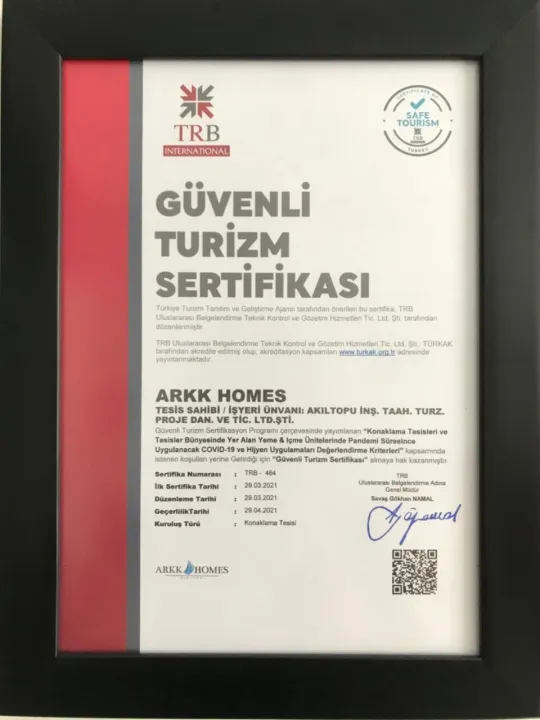 TRB
INTERNATIONAL
CERTIFICATE OF
SAFE
TOURISM
TRB
TURKEY
GÜVENLİ
TURİZM
SERTİFİKASI
Türkiye Turizm Tanıtım ve Geliştirme Ajansı tarafından önerilen bu sertifika, TRB
Uluslararası Belgelendirme Teknik Kontrol ve Gözetim Hizmetleri Tic. Ltd. Şti. tarafından
düzenlenmiştir.
TRB Uluslararası Belgelendirme Teknik Kontrol ve Gözetim Hizmetleri Tic. Ltd. Şti., TÜRKAK
tarafından akredite edilmiş olup, akreditasyon kapsamları www.turkak.org.tr adresinde
yayınlanmaktadır.
ARKK HOMES
TESİS SAHİBİ / İŞYERİ ÜNVANI: AKILTOPU İNŞ. TAAH. TURZ.
PROJE DAN. VE TİC. LTD.ŞTİ.
Güvenli Turizm Sertifikasyon Programı çerçevesinde yayımlanan "Konaklama Tesisleri ve
Tesisler Bünyesinde Yer Alan Yeme & İçme Ünitelerinde Pandemi Süresince
Uygulanacak COVID-19 ve Hijyen Uygulamaları Değerlendirme Kriterleri" kapsamında
istenen koşulları yerine Getirdiği için "Güvenli Turizm Sertifikası" almaya hak kazanmıştır.
Sertifika Numarası : TRB - 464
İlk Sertifika Tarihi : 29.03.2021
Düzenleme Tarihi : 29.03.2021
GeçerlilikTarihi : 29.04.2021
Kuruluş Türü : Konaklama Tesisi
TRB
Uluslararası Belgelendirme Adına
Genel Müdür
Savaş Gökhan NAMAL
ARKK HOMES